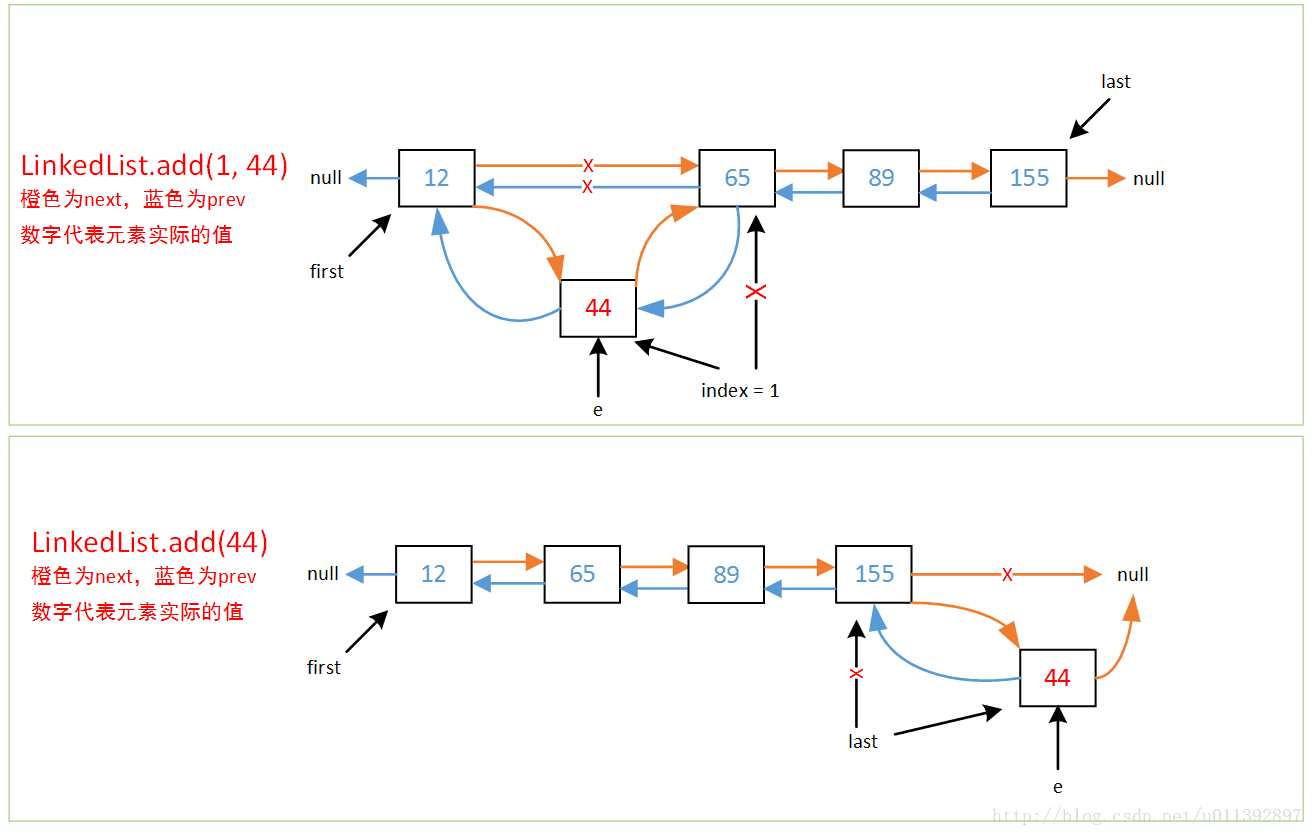 last
LinkedList.add(1, 44)
橙色为next，蓝色为prev
数字代表元素实际的值
null
12
X
X
65
89
155
null
first
44
X
index = 1
e
LinkedList.add(44)
橙色为next，蓝色为prev
数字代表元素实际的值
null
12
65
89
155
X
null
first
X
44
last
e
http://blog.csdn.net/u011392897